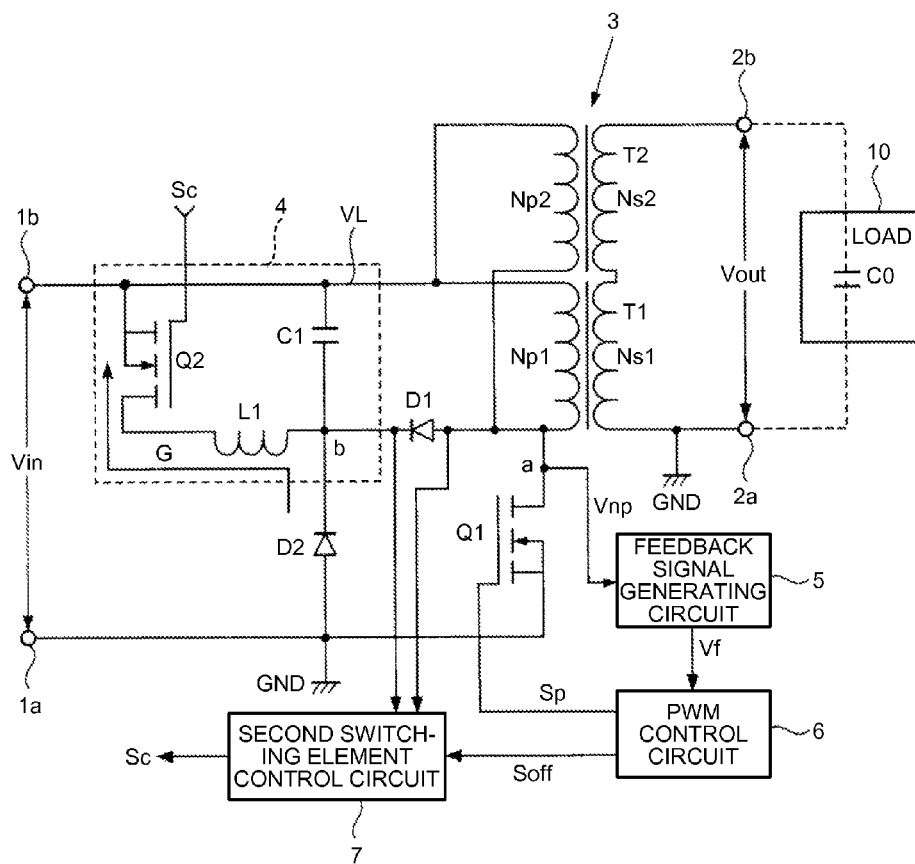 3
2b
10
Sc
T2
1b
4
VL
Np2
Ns2
LOAD
Vout
C0
C1
T1
Q2
Np1
Ns1
L1
D1
Vin
G
b
a
GND
2a
Vnp
Q1
D2
FEEDBACK
SIGNAL
GENERATING
CIRCUIT
5
1a
Vf
GND
Sp
PWM
CONTROL
CIRCUIT
6
SECOND SWITCH-
ING ELEMENT
CONTROL CIRCUIT
Sc
Soff
7